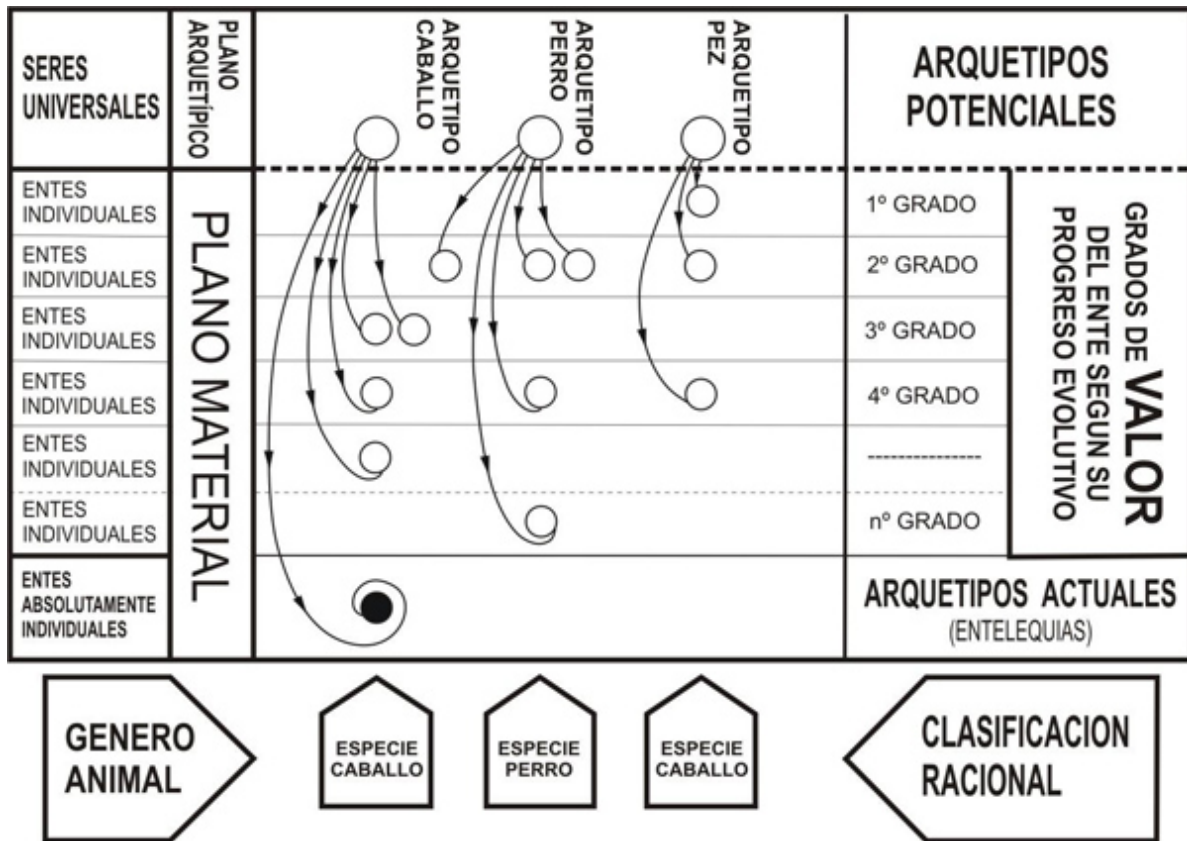 SERES
UNIVERSALES
PLANO
ARQUETÍPICO
ARQUETIPO
CABALLO
ARQUETIPO
PERRO
ARQUETIPO
PEZ
ARQUETIPOS
POTENCIALES
ENTES
INDIVIDUALES
1º GRADO
ENTES
INDIVIDUALES
2º GRADO
ENTES
INDIVIDUALES
3º GRADO
ENTES
INDIVIDUALES
4º GRADO
ENTES
INDIVIDUALES
---------------
ENTES
INDIVIDUALES
nº GRADO
PLANO MATERIAL
GRADOS DE VALOR
DEL ENTE SEGUN SU
PROGRESO EVOLUTIVO
ENTES
ABSOLUTAMENTE
INDIVIDUALES
ARQUETIPOS ACTUALES
(ENTELEQUIAS)
GENERO
ANIMAL
ESPECIE
CABALLO
ESPECIE
PERRO
ESPECIE
CABALLO
CLASIFICACION
RACIONAL